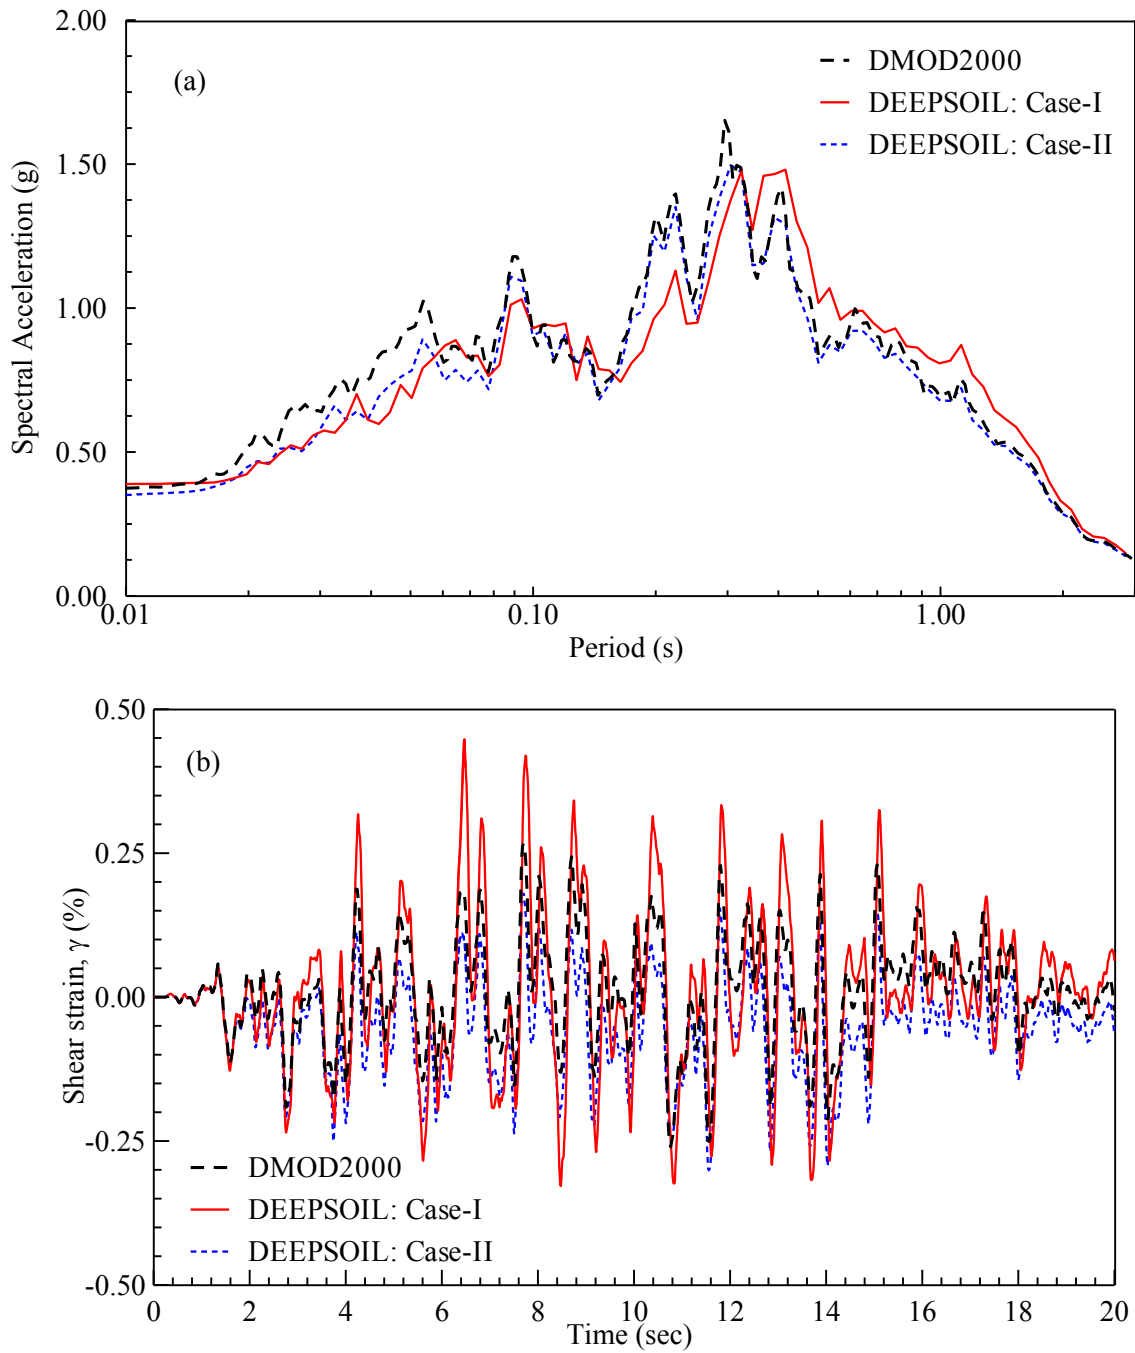 2.00
(a)
DMOD2000
DEEPSOIL: Case-I
DEEPSOIL: Case-II
1.50
1.00
0.50
0.00
Spectral Acceleration (g)
0.01 0.10 1.00
Period (s)
0.50
(b)
0.25
0.00
-0.25
-0.50
Shear strain, γ (%)
DMOD2000
DEEPSOIL: Case-I
DEEPSOIL: Case-II
0 2 4 6 8 10 12 14 16 18 20
Time (sec)